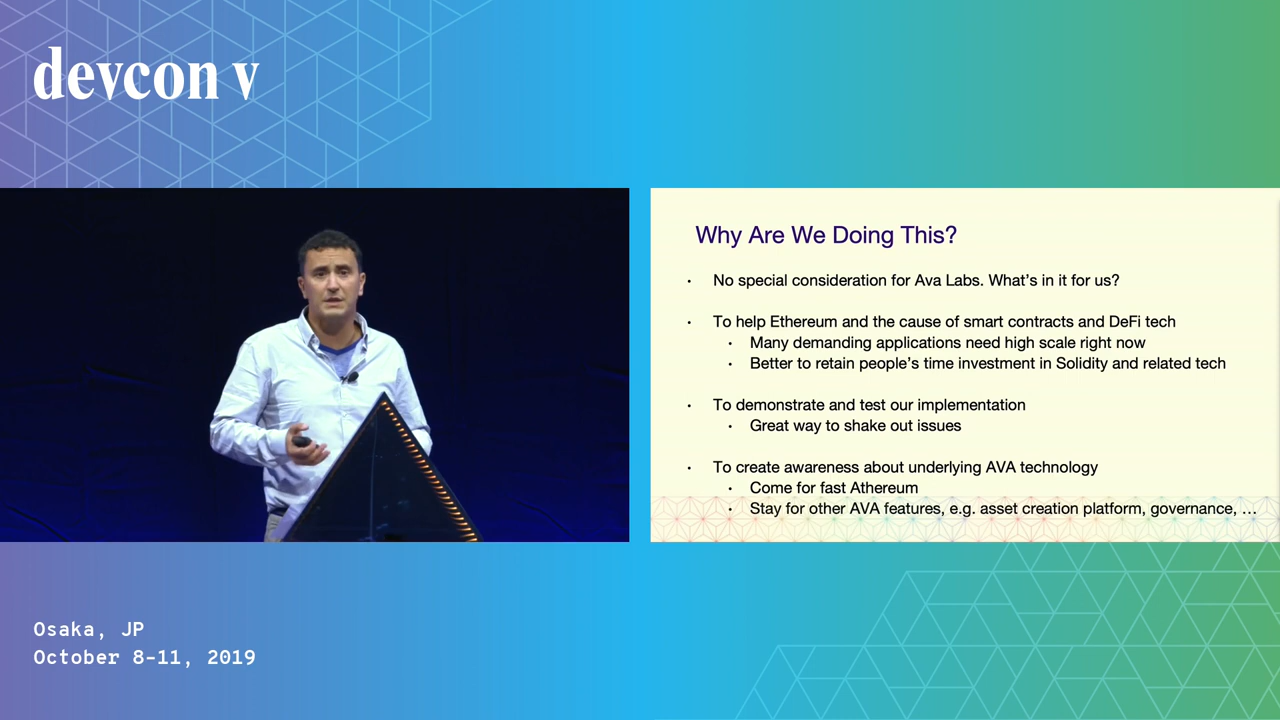 devcon v
Why Are We Doing This?
• No special consideration for Ava Labs. What's in it for us?
• To help Ethereum and the cause of smart contracts and DeFi tech
• Many demanding applications need high scale right now
• Better to retain people's time investment in Solidity and related tech
• To demonstrate and test our implementation
• Great way to shake out issues
• To create awareness about underlying AVA technology
• Come for fast Athereum
• Stay for other AVA features, e.g. asset creation platform, governance, …
Osaka, JP
October 8-11, 2019